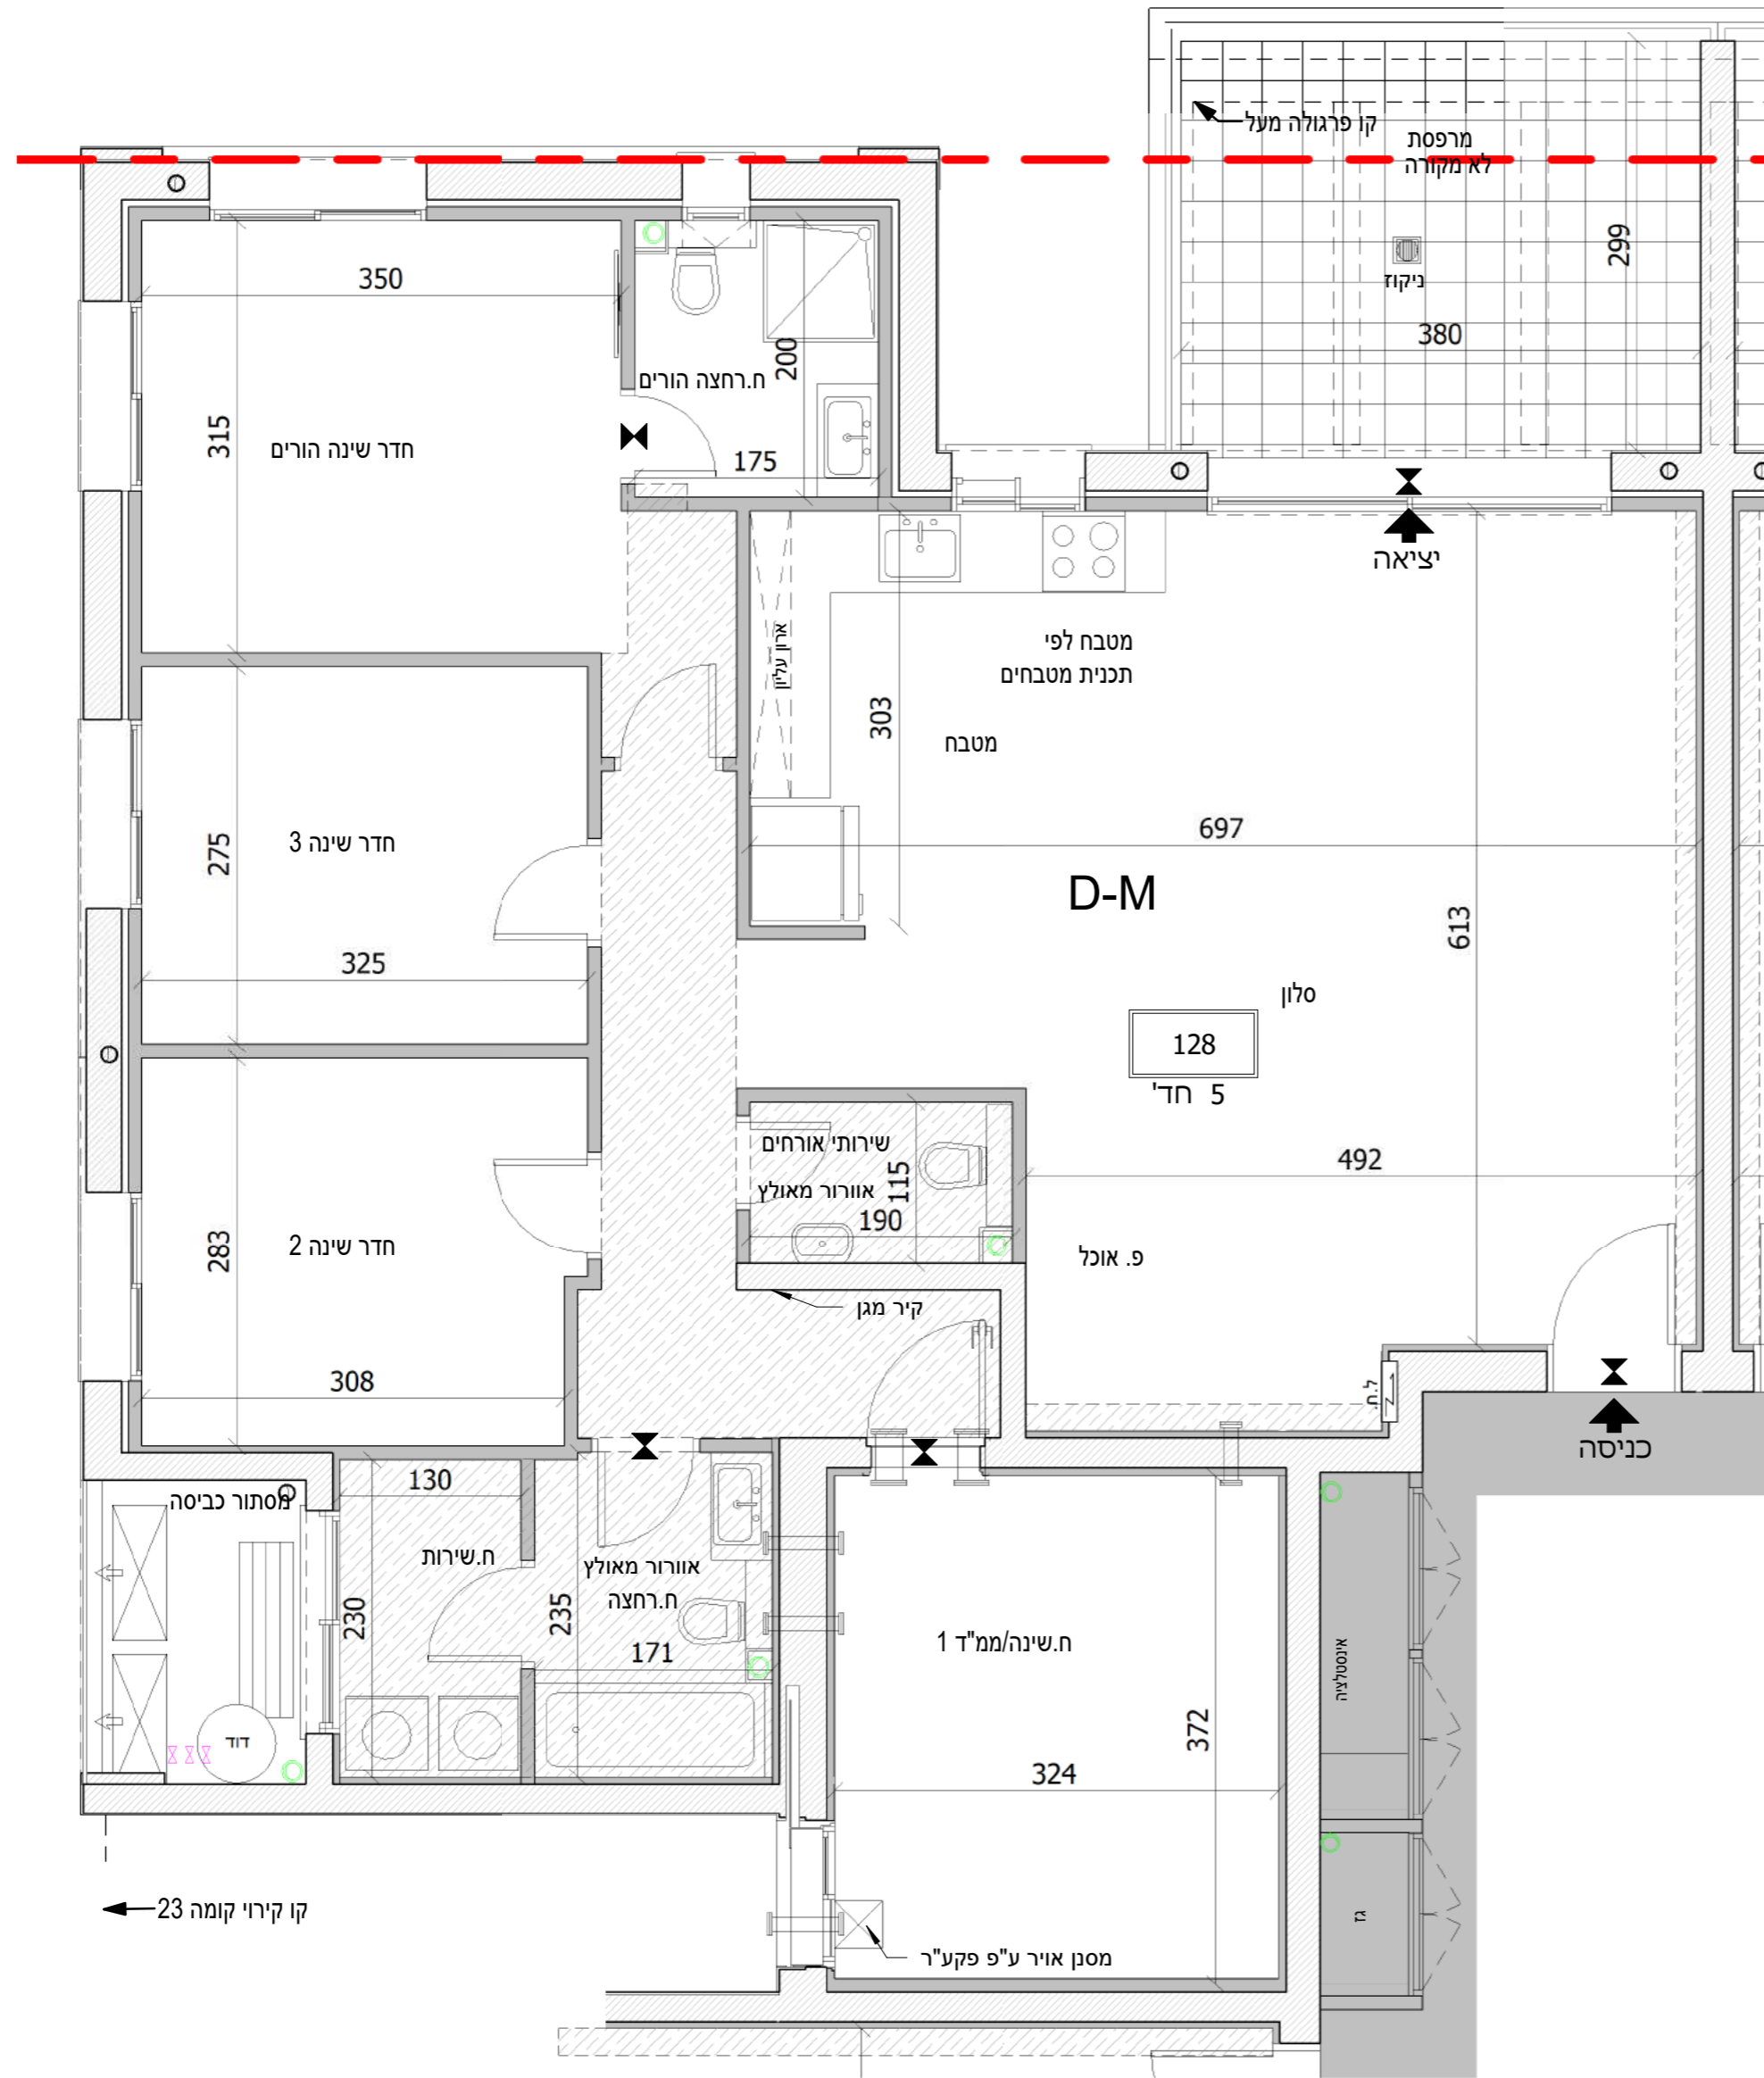 קו פרגולה מעל
מרפסת
לא מקורה
299
ניקוז
380
350
200
ח.רחצה הורים
315
חדר שינה הורים
175
יציאה
ארון עליון
מטבח לפי
תכנית מטבחים
303
מטבח
697
275
חדר שינה 3
D-M
613
325
סלון
128
5 חד'
שירותי אורחים
115
אוורור מאולץ
190
492
283
חדר שינה 2
פ. אוכל
קיר מגן
308
ל.ח.
כניסה
130
מסתור כביסה
ח.שירות
אוורור מאולץ
ח.רחצה
230
235
171
ח.שינה/ממ"ד 1
אינסטלציה
372
דוד
324
קו קירוי קומה 23
גז
מסנן אויר ע"פ פקע"ר